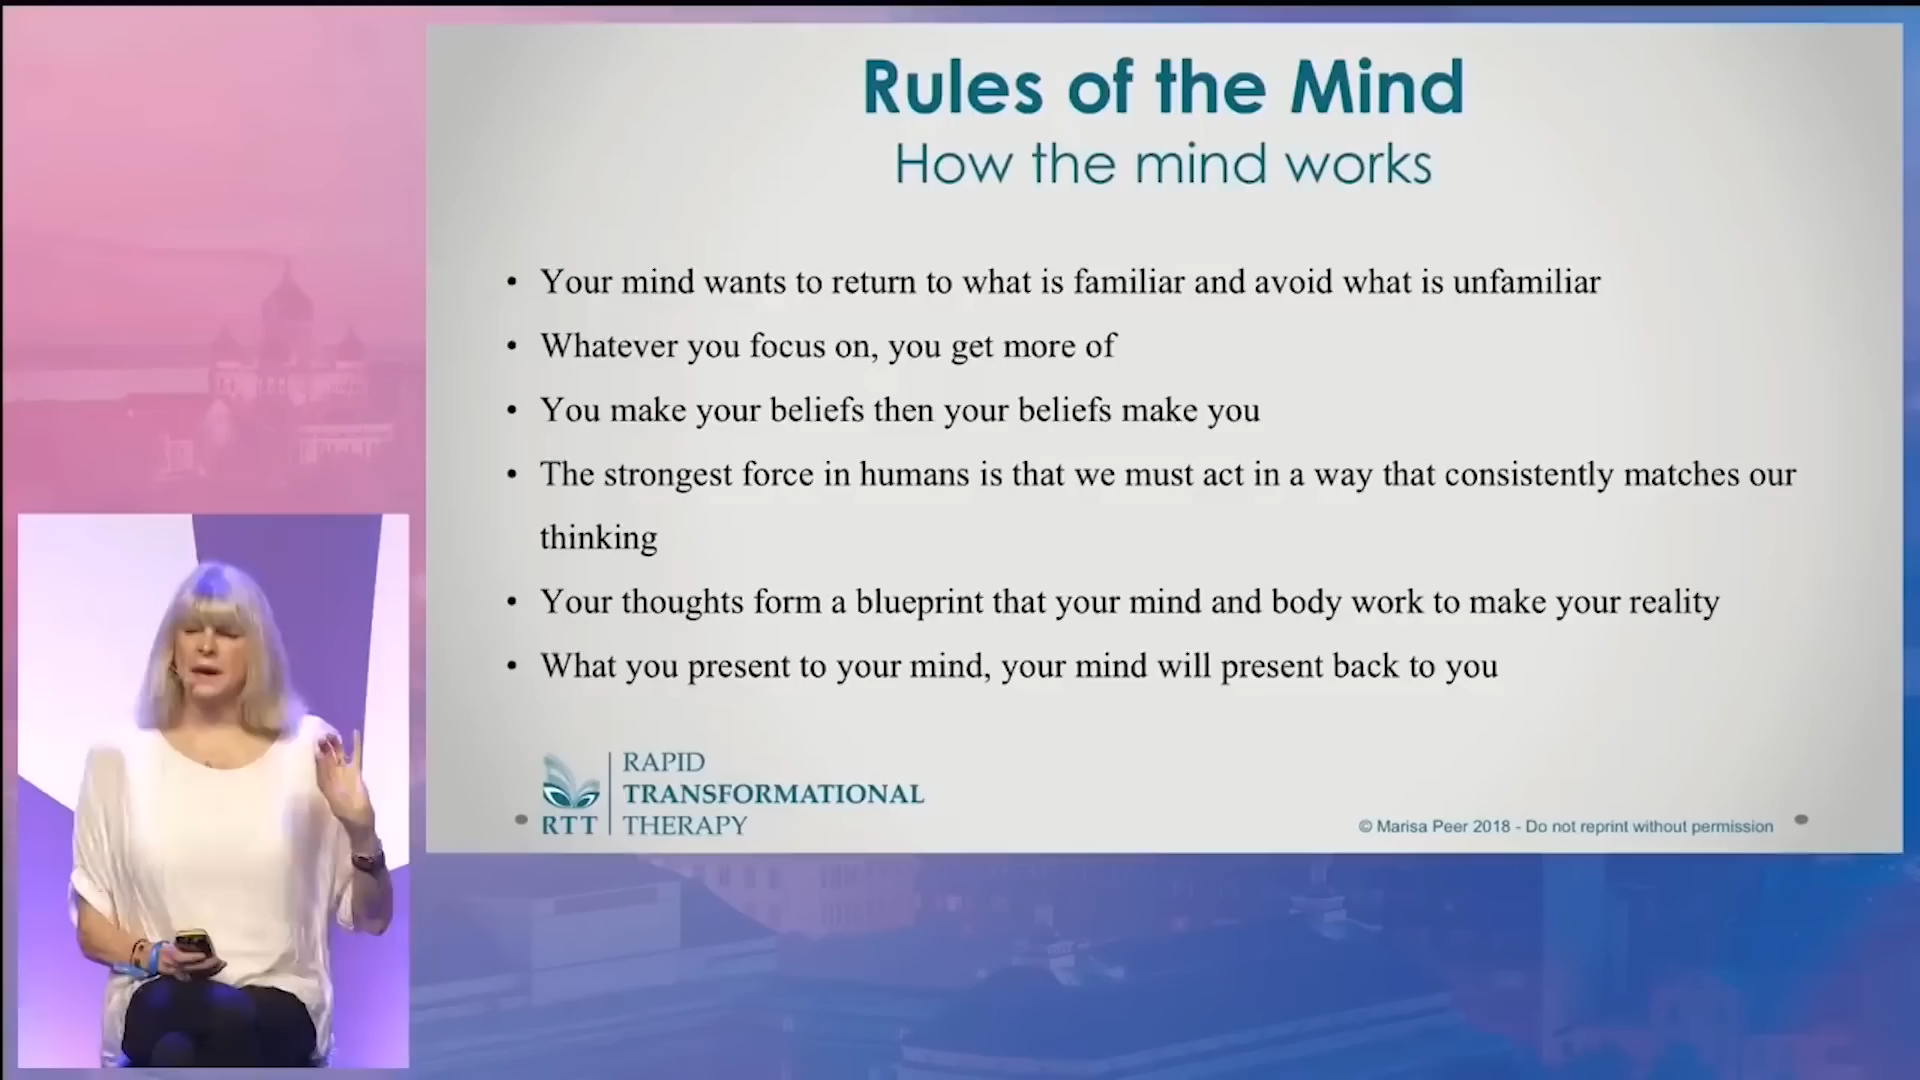 Rules of the Mind
How the mind works
• Your mind wants to return to what is familiar and avoid what is unfamiliar
• Whatever you focus on, you get more of
• You make your beliefs then your beliefs make you
• The strongest force in humans is that we must act in a way that consistently matches our
thinking
• Your thoughts form a blueprint that your mind and body work to make your reality
• What you present to your mind, your mind will present back to you
RAPID
TRANSFORMATIONAL
RTT THERAPY
© Marisa Peer 2018 - Do not reprint without permission